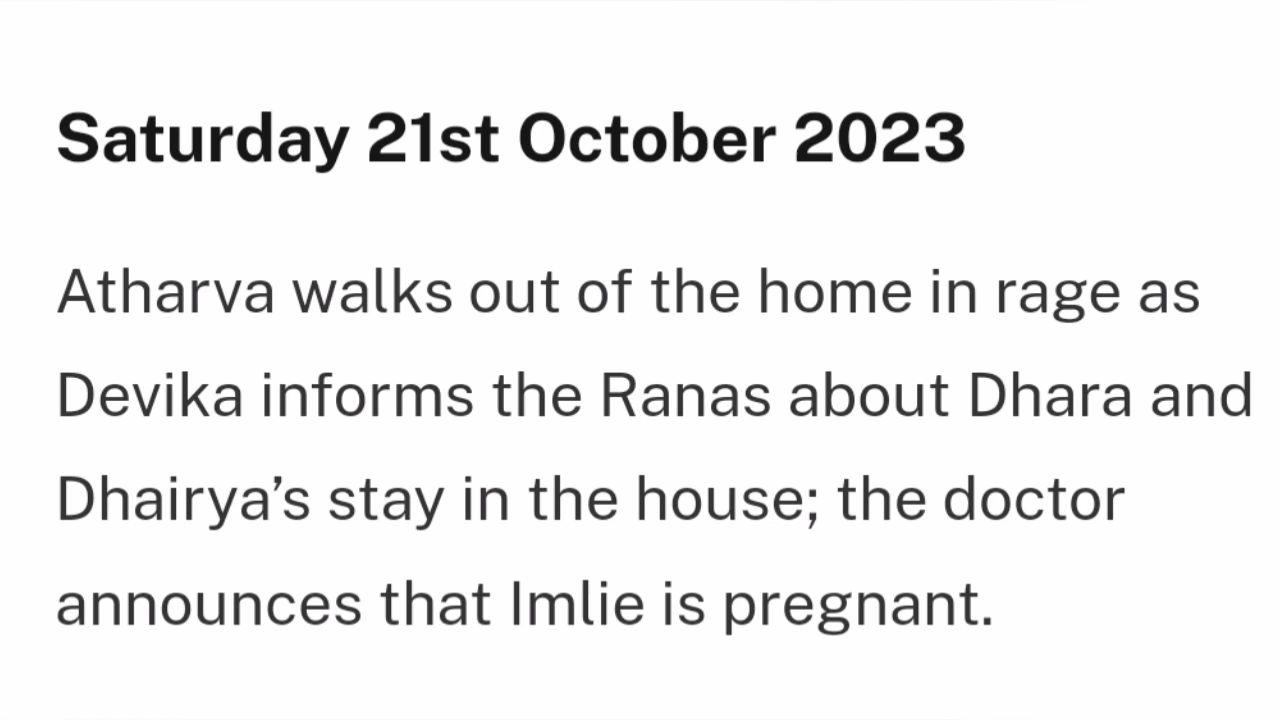 Saturday 21st October 2023
Atharva walks out of the home in rage as
Devika informs the Ranas about Dhara and
Dhairya’s stay in the house; the doctor
announces that Imlie is pregnant.